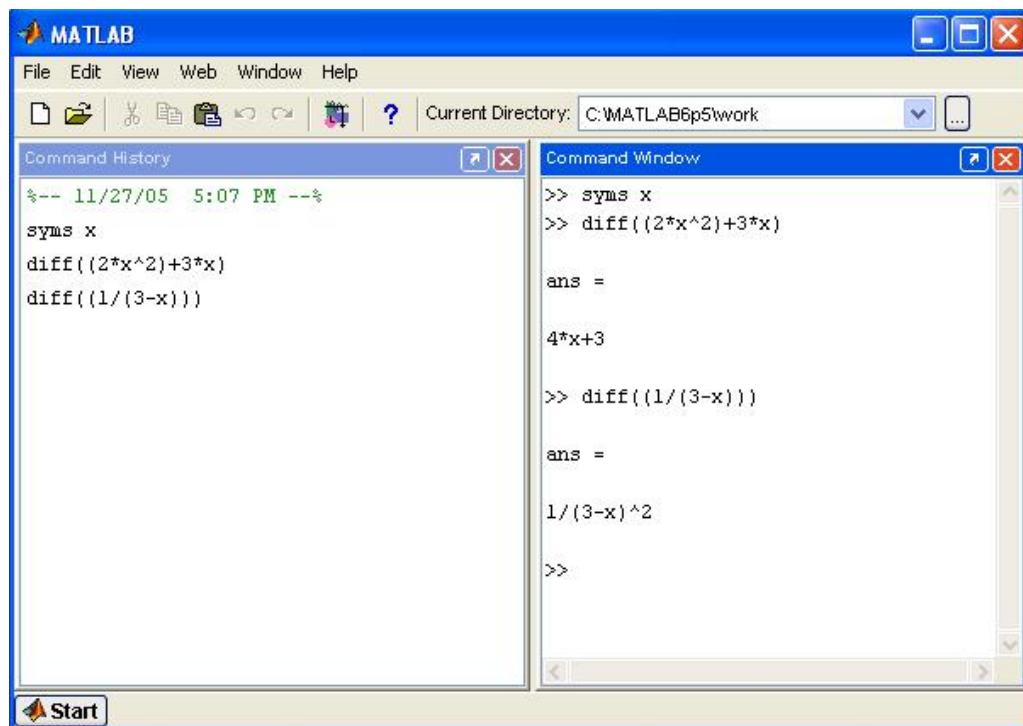 MATLAB
File Edit View Web Window Help
? Current Directory: C:\MATLAB6p5\work ...
Command History
%-- 11/27/05 5:07 PM --%
syms x
diff((2*x^2)+3*x)
diff((1/(3-x)))
Command Window
>> syms x
>> diff((2*x^2)+3*x)
ans =
4*x+3
>> diff((1/(3-x)))
ans =
1/(3-x)^2
>>
Start